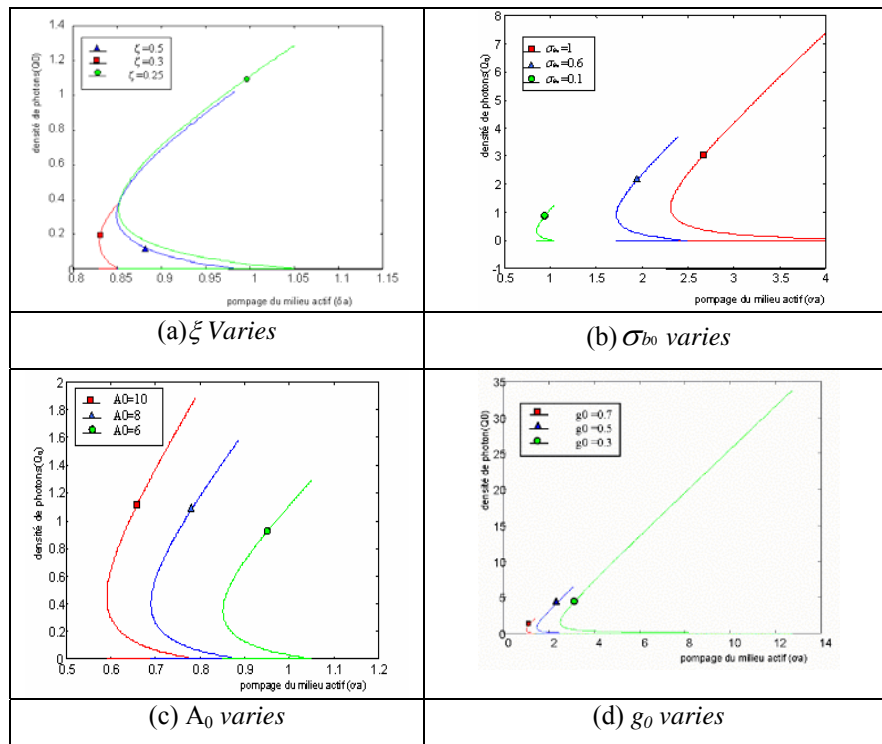 1.4
1.2
1
0.8
0.6
0.4
0.2
0
densité de photons(Q0)
ζ=0.5
ζ=0.3
ζ=0.25
0.8 0.85 0.9 0.95 1 1.05 1.1 1.15
pompage du milieu actif (δa)
(a) ξ Varies
8
7
6
5
4
3
2
1
0
-1
densité de photons(Q0)
σb0=1
σb0=0.6
σb0=0.1
0.5 1 1.5 2 2.5 3 3.5 4
pompage du milieu actif (σa)
(b) σb0 varies
2
1.8
1.6
1.4
1.2
1
0.8
0.6
0.4
0.2
0
densité de photons(Q0)
A0=10
A0=8
A0=6
0.5 0.6 0.7 0.8 0.9 1 1.1 1.2
pompage du milieu actif (σa)
(c) A0 varies
35
30
25
20
15
10
5
0
densité de photon(Q0)
g0 =0.7
g0 =0.5
g0 =0.3
0 2 4 6 8 10 12 14
pompage du milieu actif (σa)
(d) g0 varies